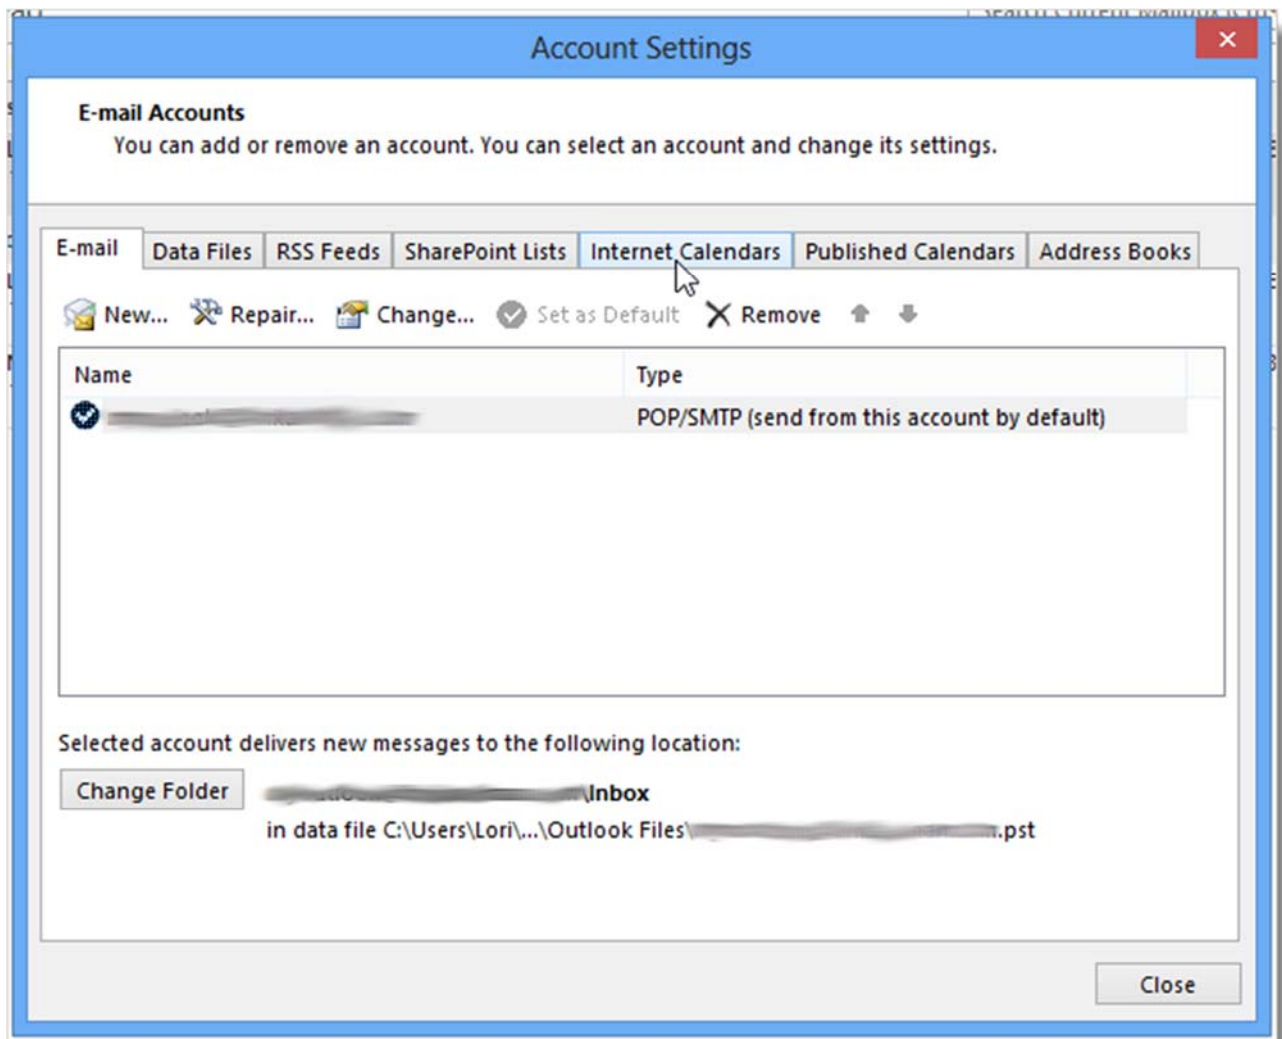 Account Settings
E-mail Accounts
You can add or remove an account. You can select an account and change its settings.
E-mail Data Files RSS Feeds SharePoint Lists Internet Calendars Published Calendars Address Books
New... Repair... Change... Set as Default Remove
Name Type
POP/SMTP (send from this account by default)
Selected account delivers new messages to the following location:
Change Folder \Inbox
in data file C:\Users\Lori\...\Outlook Files\ .pst
Close